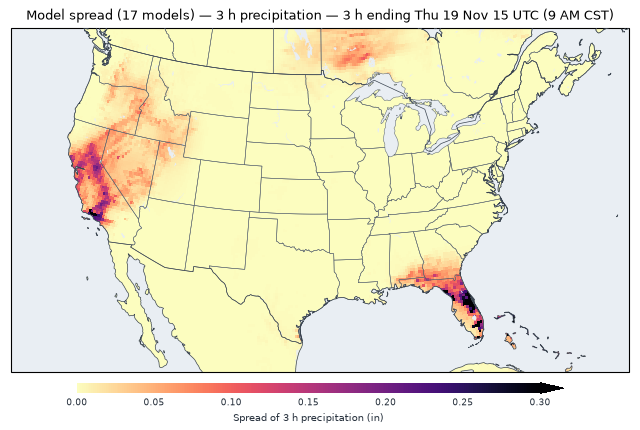 Model spread (17 models) — 3 h precipitation — 3 h ending Thu 19 Nov 15 UTC (9 AM CST)
0.00 0.05 0.10 0.15 0.20 0.25 0.30
Spread of 3 h precipitation (in)